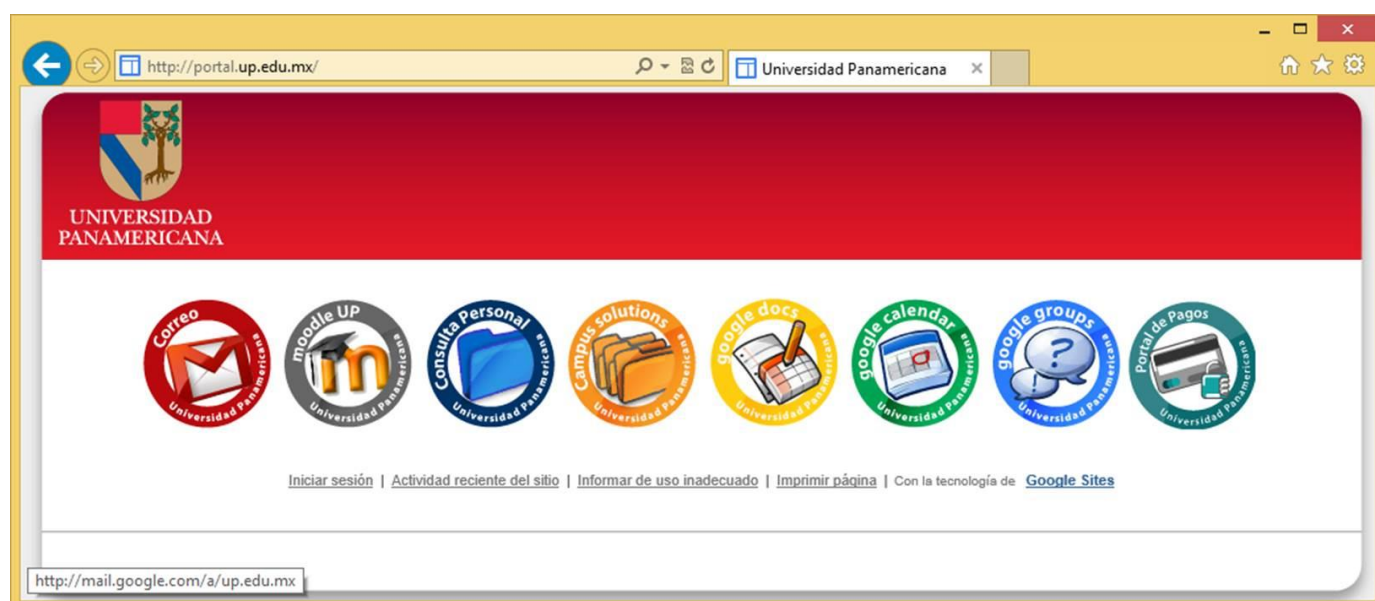 http://portal.up.edu.mx/
Universidad Panamericana
UNIVERSIDAD
PANAMERICANA
Correo
Universidad Panamericana
moodle UP
Universidad Panamericana
Consulta Personal
Universidad Panamericana
Campus solutions
Universidad Panamericana
google docs
Universidad Panamericana
google calendar
Universidad Panamericana
google groups
Universidad Panamericana
Portal de Pagos
Universidad Panamericana
Iniciar sesión | Actividad reciente del sitio | Informar de uso inadecuado | Imprimir página | Con la tecnología de Google Sites
http://mail.google.com/a/up.edu.mx